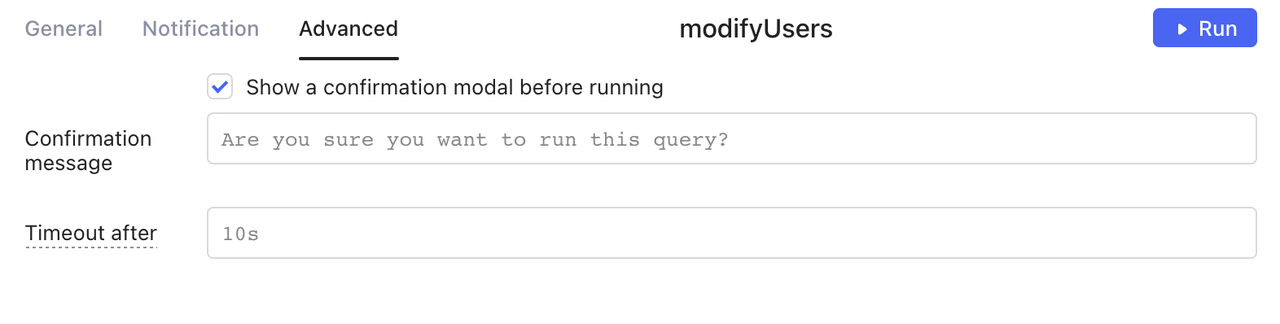 General Notification Advanced modifyUsers Run
Show a confirmation modal before running
Confirmation
message
Are you sure you want to run this query?
Timeout after
10s